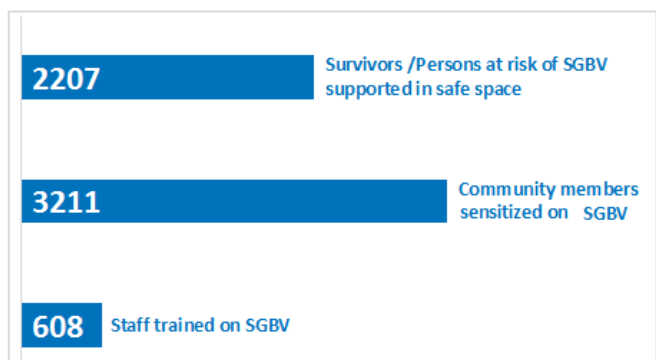 2207
Survivors /Persons at risk of SGBV
supported in safe space
3211
Community members
sensitized on SGBV
608
Staff trained on SGBV